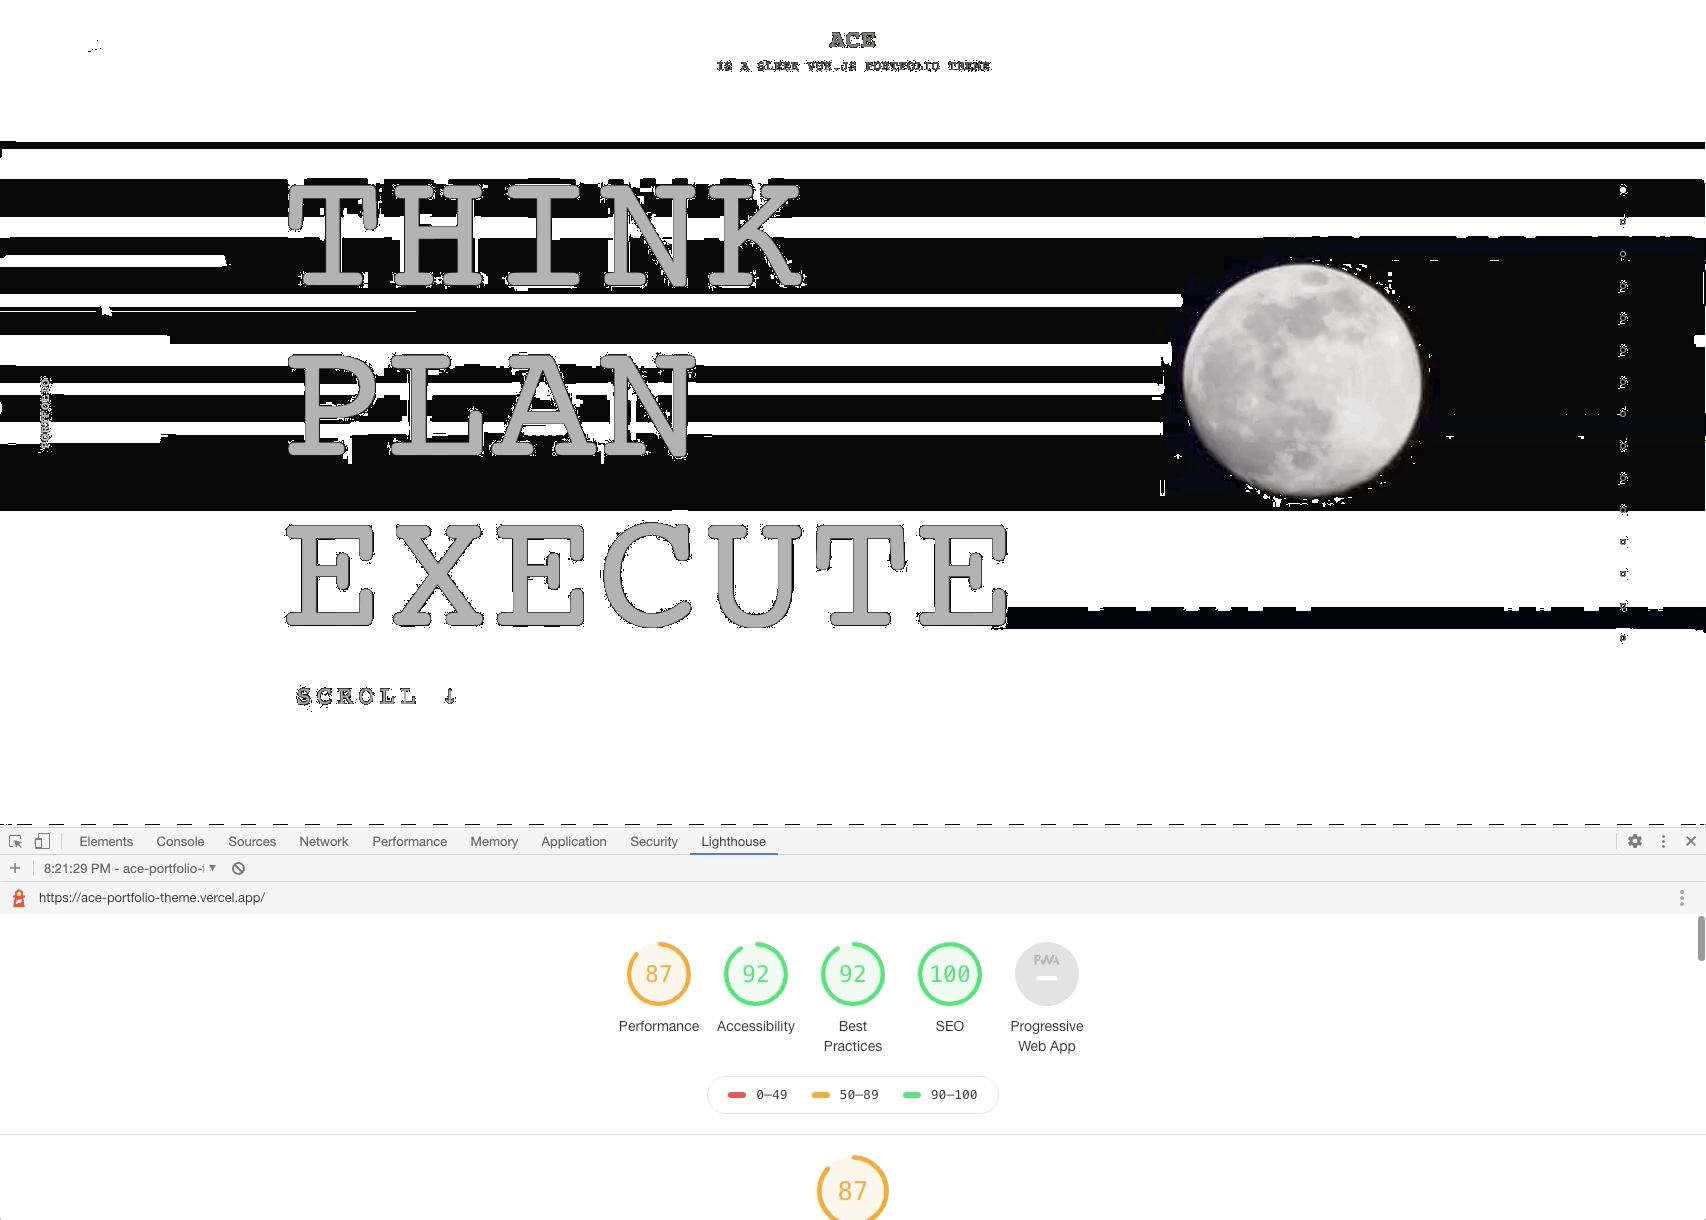 ACE
IS A SLEEK VUE.JS PORTFOLIO THEME
THINK
PLAN
EXECUTE
SCROLL ↓
Elements Console Sources Network Performance Memory Application Security Lighthouse
8:21:29 PM - ace-portfolio-t
https://ace-portfolio-theme.vercel.app/
87 92 92 100 PWA
Performance Accessibility Best Practices SEO Progressive Web App
0–49 50–89 90–100
87